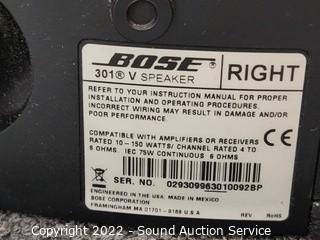 BOSE
RIGHT
301® V SPEAKER
REFER TO YOUR INSTRUCTION MANUAL FOR PROPER
INSTALLATION AND OPERATING PROCEDURES.
INCORRECT WIRING MAY RESULT IN DAMAGE AND/OR
POOR PERFORMANCE.
COMPATIBLE WITH AMPLIFIERS OR RECEIVERS
RATED 10 - 150 WATTS/ CHANNEL RATED 4 TO
8 OHMS. IEC 75W CONTINUOUS 8 OHMS
CE
SER. NO. 029309963010092BP
ENGINEERED IN THE U.S.A. MADE IN MEXICO
BOSE CORPORATION
FRAMINGHAM, MA 01701 - 9168 U.S.A
REV RoHS
Copyright 2022 - Sound Auction Service